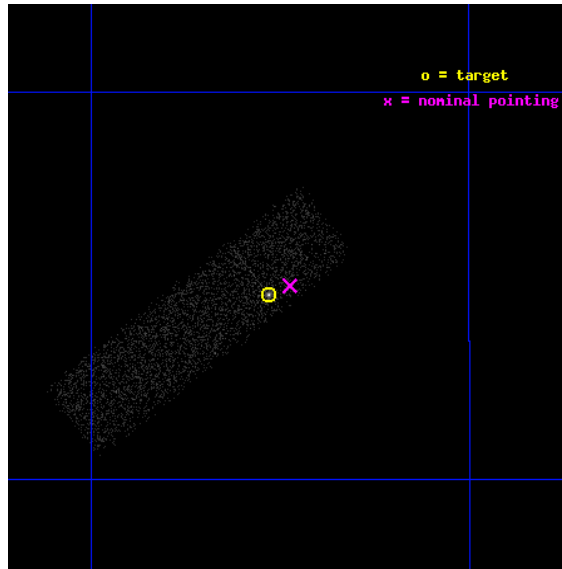 o = target
x = nominal pointing